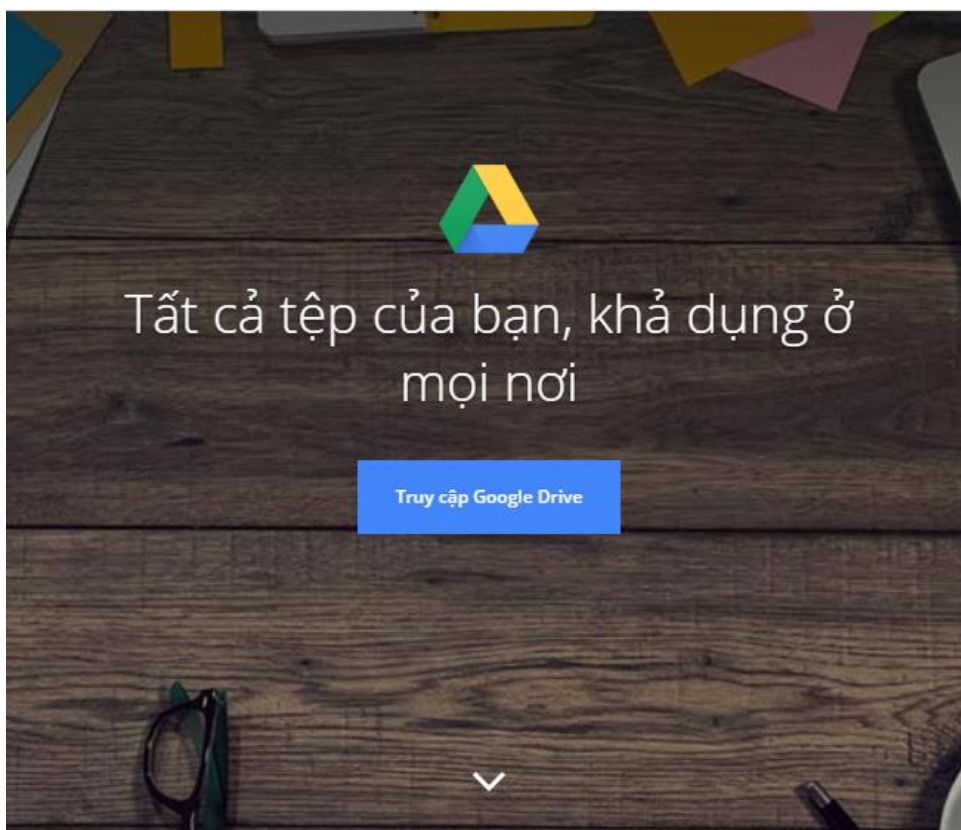 Tất cả tệp của bạn, khả dụng ở
mọi nơi
Truy cập Google Drive